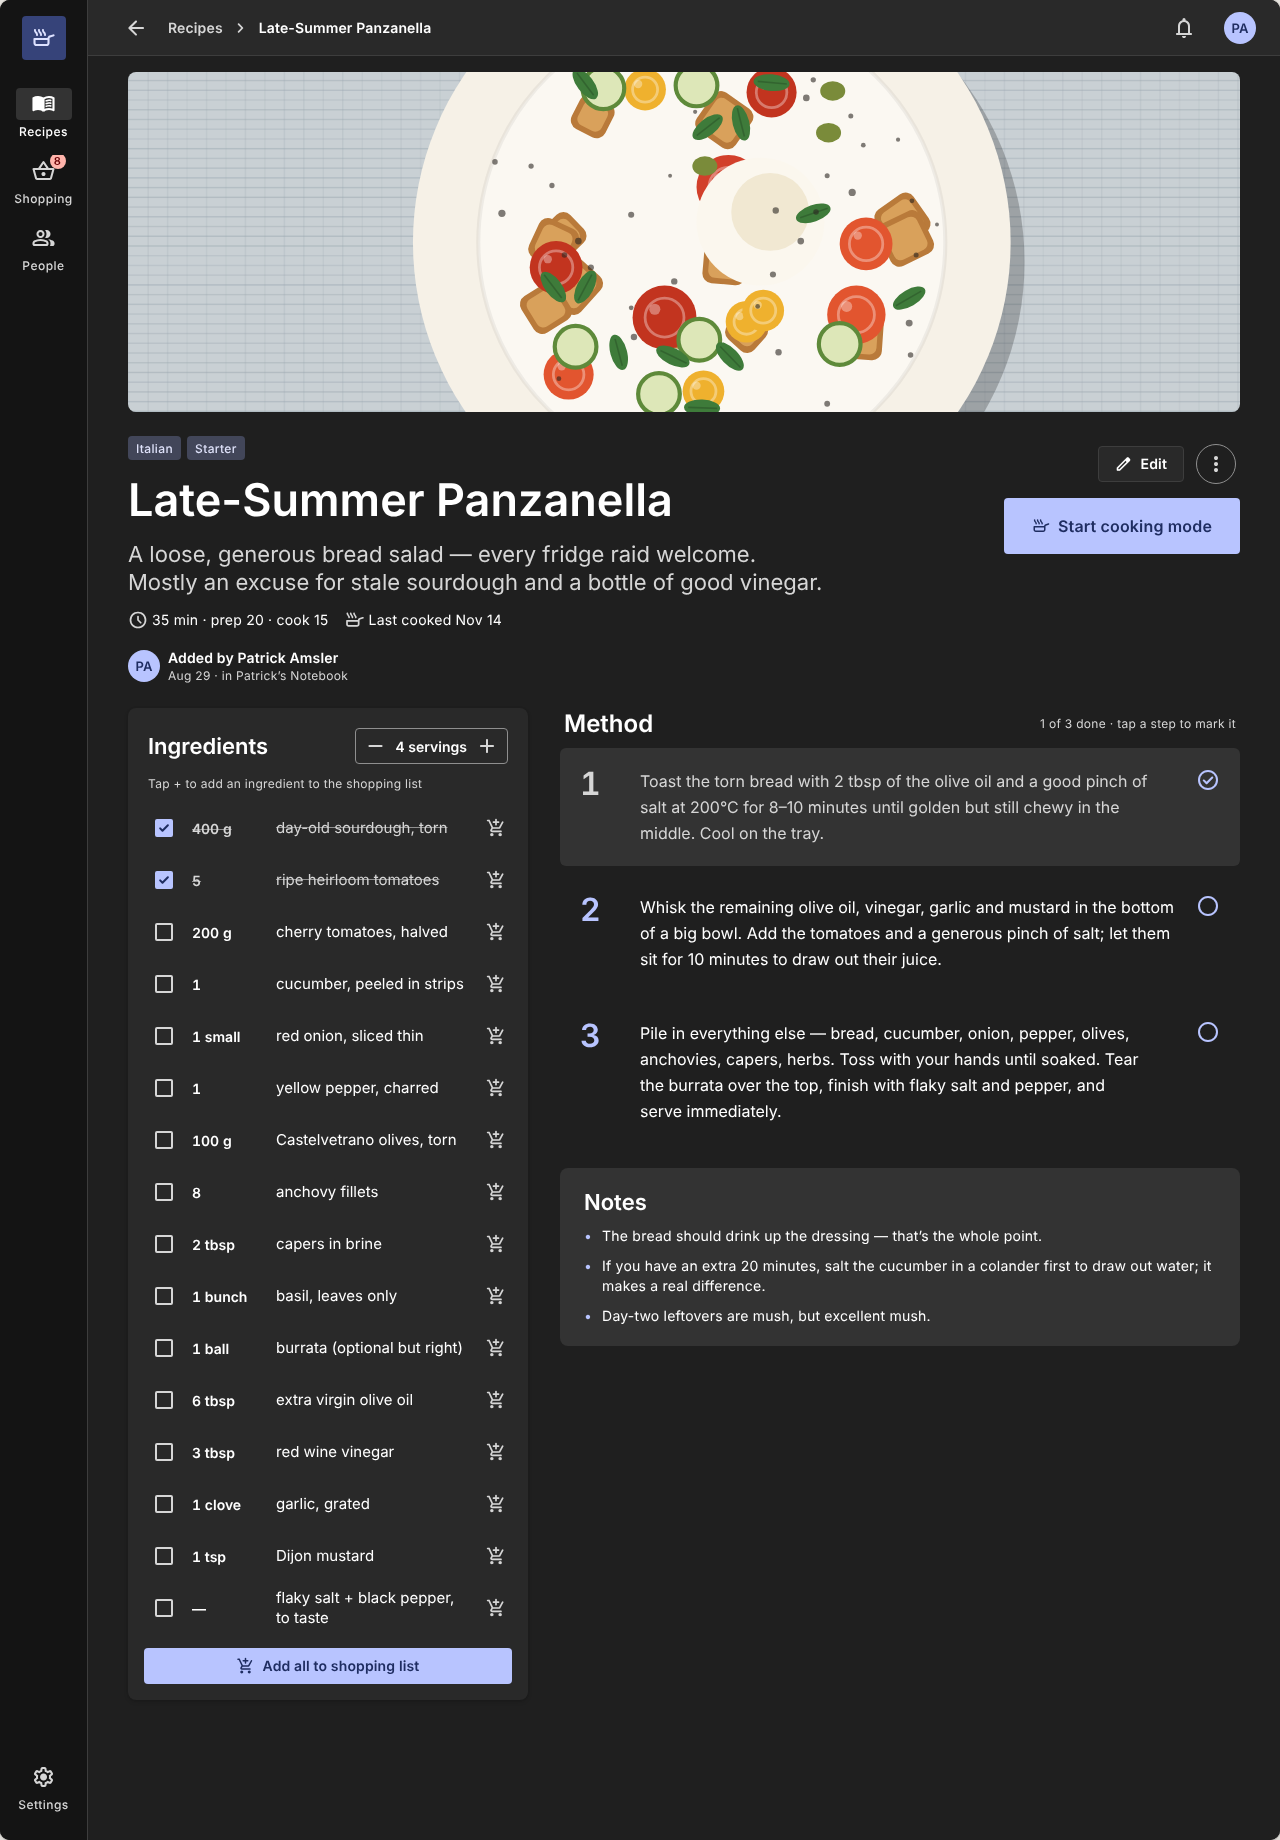 Recipes
Late-Summer Panzanella
PA
Recipes
8
Shopping
People
Italian
Starter
Edit
Late-Summer Panzanella
Start cooking mode
A loose, generous bread salad — every fridge raid welcome.
Mostly an excuse for stale sourdough and a bottle of good vinegar.
35 min · prep 20 · cook 15
Last cooked Nov 14
PA
Added by Patrick Amsler
Aug 29 · in Patrick’s Notebook
Ingredients
4 servings
Tap + to add an ingredient to the shopping list
400 g day-old sourdough, torn
5 ripe heirloom tomatoes
200 g cherry tomatoes, halved
1 cucumber, peeled in strips
1 small red onion, sliced thin
1 yellow pepper, charred
100 g Castelvetrano olives, torn
8 anchovy fillets
2 tbsp capers in brine
1 bunch basil, leaves only
1 ball burrata (optional but right)
6 tbsp extra virgin olive oil
3 tbsp red wine vinegar
1 clove garlic, grated
1 tsp Dijon mustard
— flaky salt + black pepper,
to taste
Add all to shopping list
Method
1 of 3 done · tap a step to mark it
1 Toast the torn bread with 2 tbsp of the olive oil and a good pinch of
salt at 200°C for 8–10 minutes until golden but still chewy in the
middle. Cool on the tray.
2 Whisk the remaining olive oil, vinegar, garlic and mustard in the bottom
of a big bowl. Add the tomatoes and a generous pinch of salt; let them
sit for 10 minutes to draw out their juice.
3 Pile in everything else — bread, cucumber, onion, pepper, olives,
anchovies, capers, herbs. Toss with your hands until soaked. Tear
the burrata over the top, finish with flaky salt and pepper, and
serve immediately.
Notes
• The bread should drink up the dressing — that’s the whole point.
• If you have an extra 20 minutes, salt the cucumber in a colander first to draw out water; it
makes a real difference.
• Day-two leftovers are mush, but excellent mush.
Settings